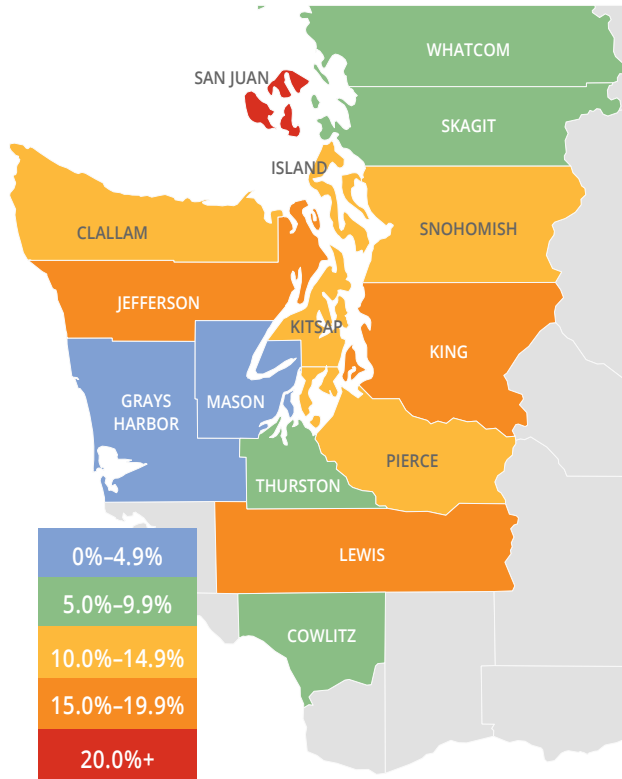 WHATCOM
SAN JUAN
SKAGIT
ISLAND
CLALLAM
SNOHOMISH
JEFFERSON
KITSAP
KING
GRAYS
HARBOR
MASON
PIERCE
THURSTON
LEWIS
COWLITZ
0%–4.9%
5.0%–9.9%
10.0%–14.9%
15.0%–19.9%
20.0%+